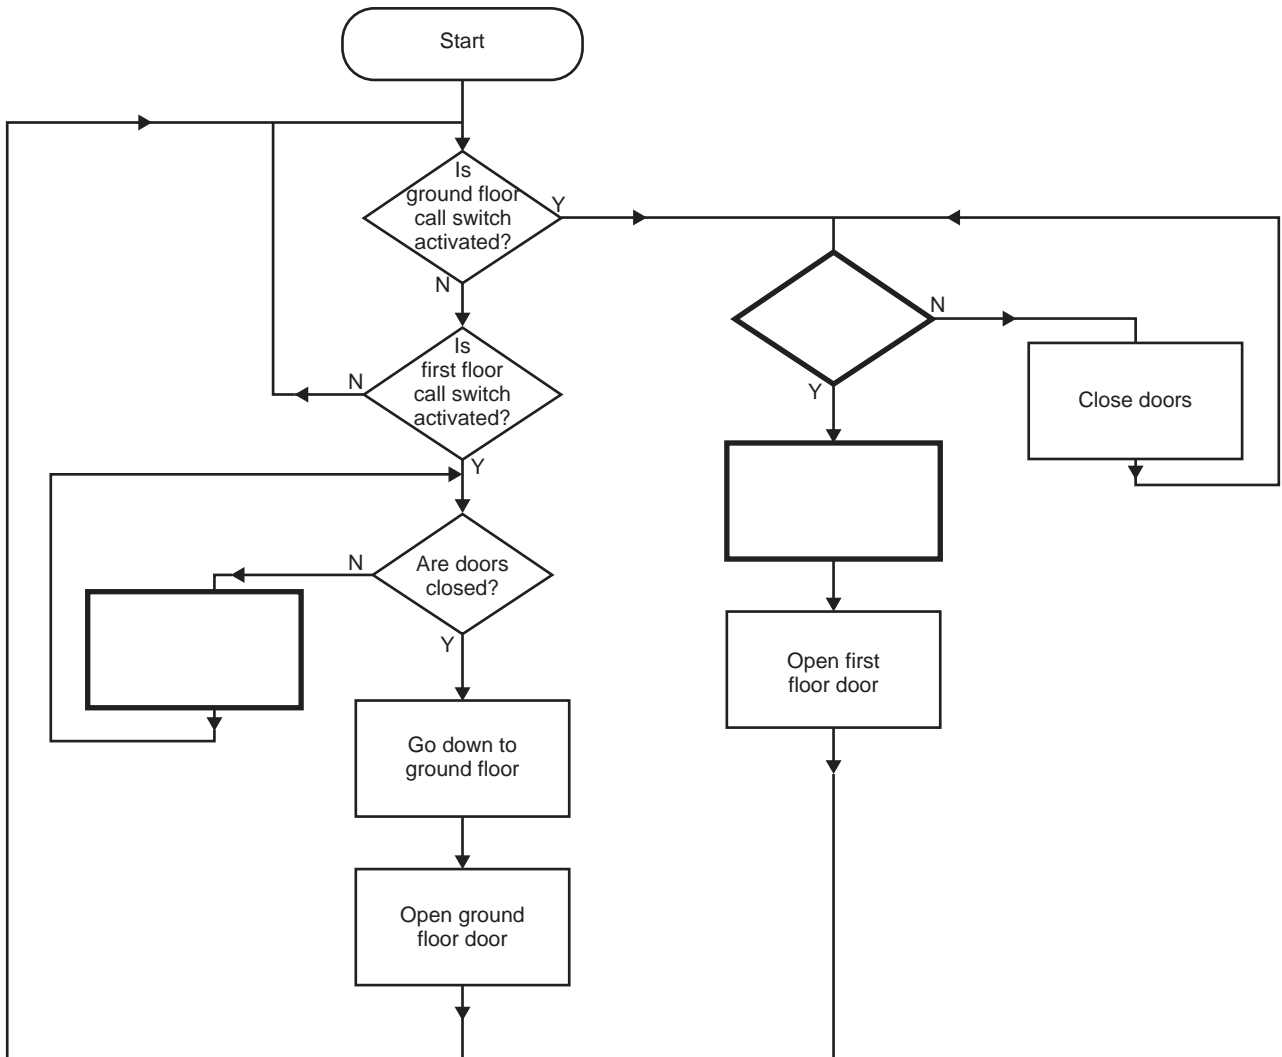 Start
Is
ground floor
call switch
activated?
Y
N
Is
first floor
call switch
activated?
N
Y
Are doors
closed?
N
Y
Go down to
ground floor
Open ground
floor door
N
Y
Close doors
Open first
floor door